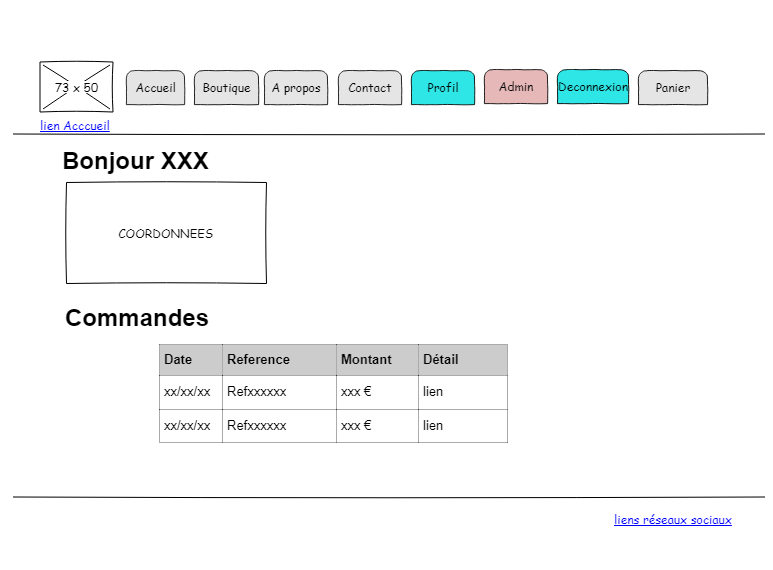 73 x 50
Accueil
Boutique
A propos
Contact
Profil
Admin
Deconnexion
Panier
lien Acccueil
Bonjour XXX
COORDONNEES
Commandes
Date Reference Montant Détail
xx/xx/xx Refxxxxxx xxx € lien
xx/xx/xx Refxxxxxx xxx € lien
liens réseaux sociaux